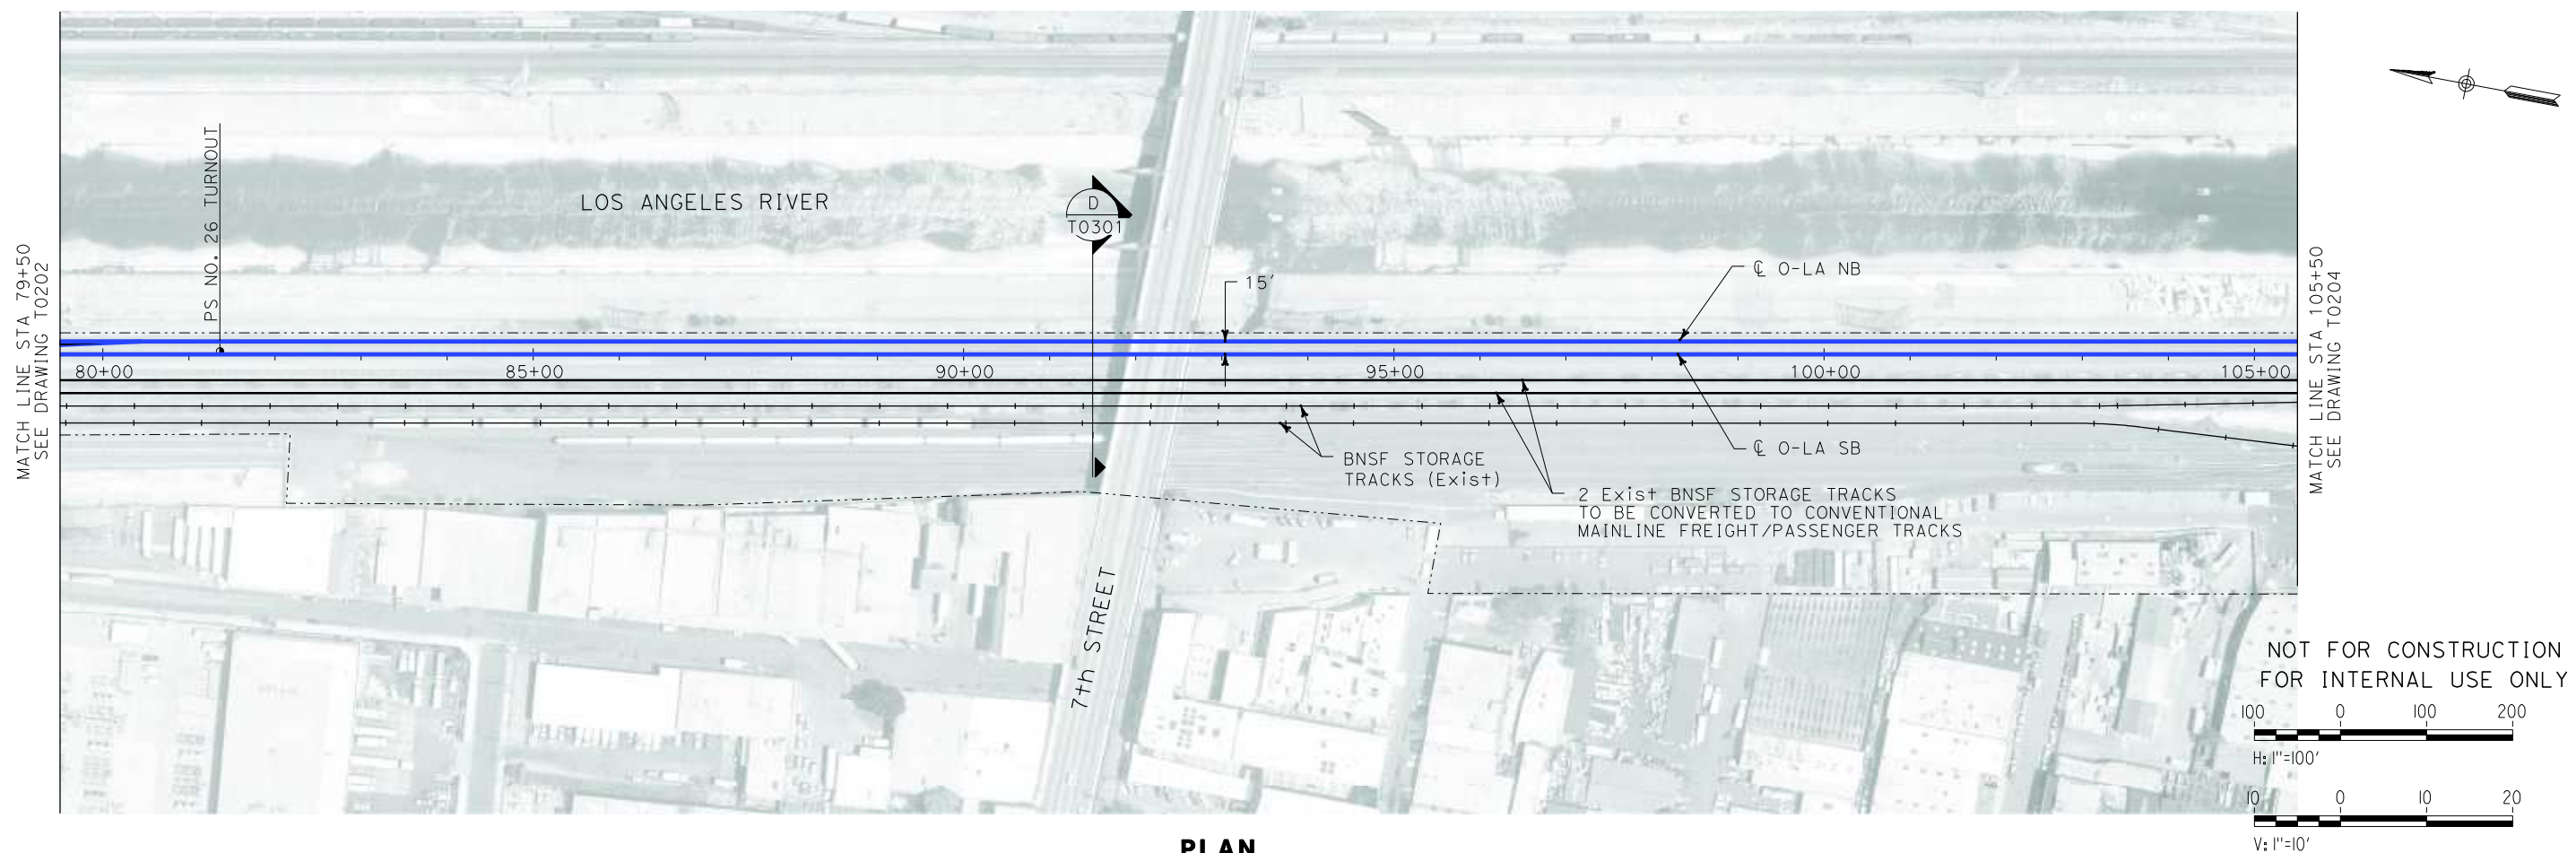 MATCH LINE STA 79+50
SEE DRAWING T0202
PS NO. 26 TURNOUT
LOS ANGELES RIVER
D
T0301
15'
℄ O-LA NB
80+00
85+00
90+00
95+00
100+00
105+00
℄ O-LA SB
BNSF STORAGE
TRACKS (Exist)
2 Exist BNSF STORAGE TRACKS
TO BE CONVERTED TO CONVENTIONAL
MAINLINE FREIGHT/PASSENGER TRACKS
7th STREET
MATCH LINE STA 105+50
SEE DRAWING T0204
NOT FOR CONSTRUCTION
FOR INTERNAL USE ONLY
100 0 100 200
H: 1"=100'
10 0 10 20
V: 1"=10'
PLAN